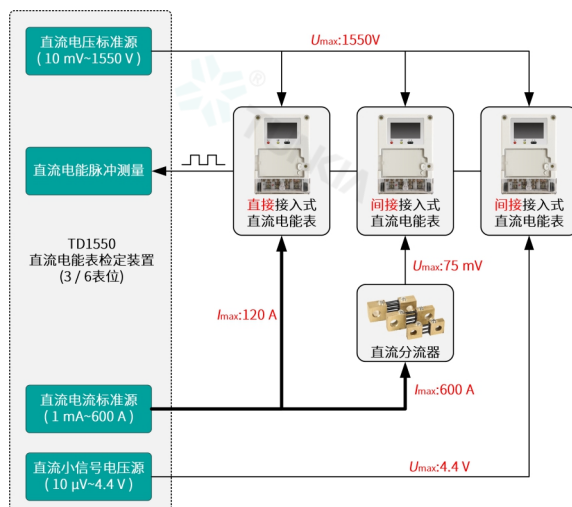 直流电压标准源
( 10 mV~1550 V )
Umax:1550V
®
TUNKIA
直流电能脉冲测量
直接接入式
直流电能表
间接接入式
直流电能表
间接接入式
直流电能表
TD1550
直流电能表检定装置
(3 / 6表位)
Umax:75 mV
Imax:120 A
直流分流器
直流电流标准源
( 1 mA~600 A )
Imax:600 A
直流小信号电压源
( 10 μV~4.4 V )
Umax:4.4 V